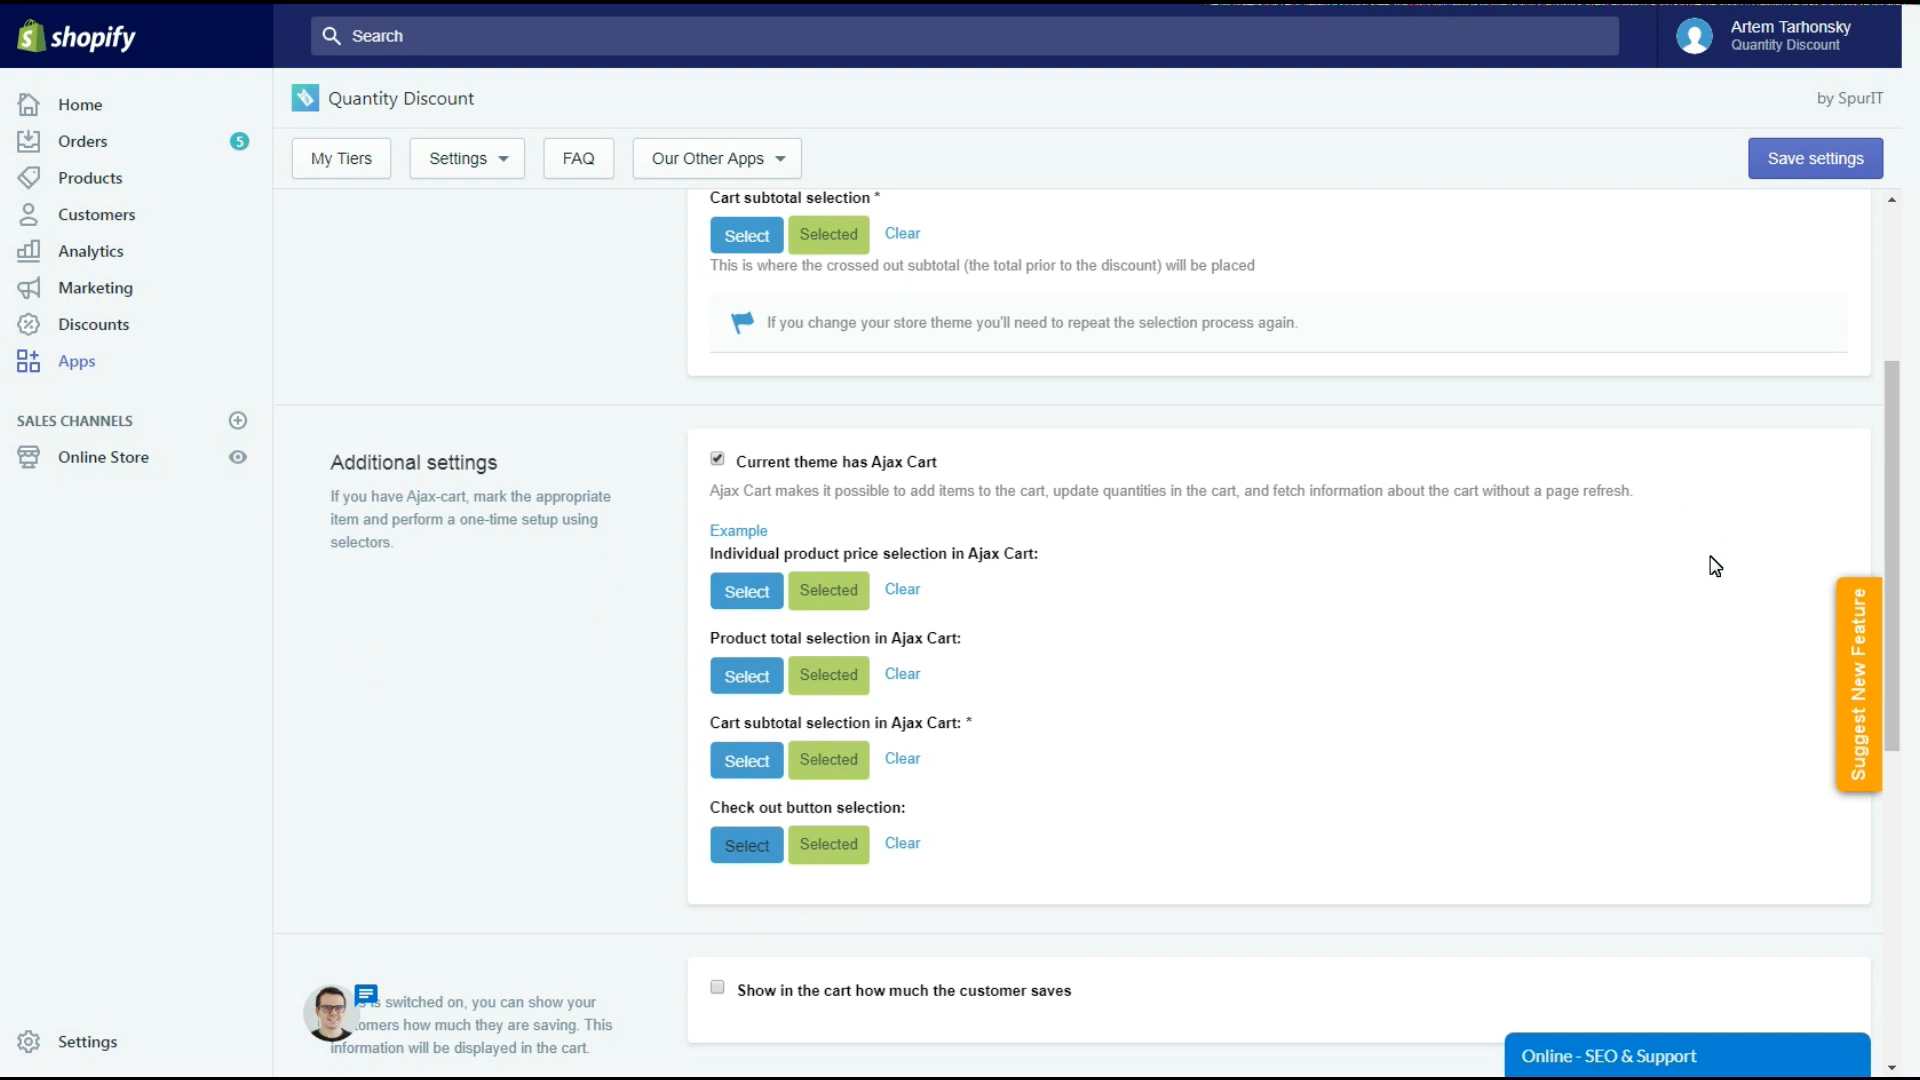 shopify
Search
Artem Tarhonsky
Quantity Discount
Home
Orders
5
Products
Customers
Analytics
Marketing
Discounts
Apps
SALES CHANNELS
Online Store
Settings
Quantity Discount
by SpurIT
My Tiers
Settings
FAQ
Our Other Apps
Save settings
Cart subtotal selection *
Select Selected Clear
This is where the crossed out subtotal (the total prior to the discount) will be placed
If you change your store theme you'll need to repeat the selection process again.
Additional settings
If you have Ajax-cart, mark the appropriate
item and perform a one-time setup using
selectors.
Current theme has Ajax Cart
Ajax Cart makes it possible to add items to the cart, update quantities in the cart, and fetch information about the cart without a page refresh.
Example
Individual product price selection in Ajax Cart:
Select Selected Clear
Product total selection in Ajax Cart:
Select Selected Clear
Cart subtotal selection in Ajax Cart: *
Select Selected Clear
Check out button selection:
Select Selected Clear
Suggest New Feature
switched on, you can show your
omers how much they are saving. This
information will be displayed in the cart.
Show in the cart how much the customer saves
Online - SEO & Support